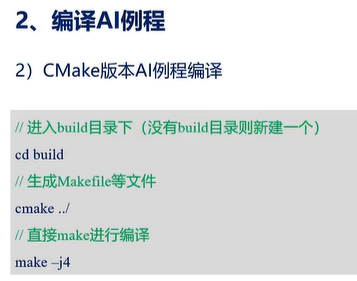 2、编译AI例程
2）CMake版本AI例程编译
// 进入build目录下（没有build目录则新建一个）
cd build
// 生成Makefile等文件
cmake ../
// 直接make进行编译
make –j4